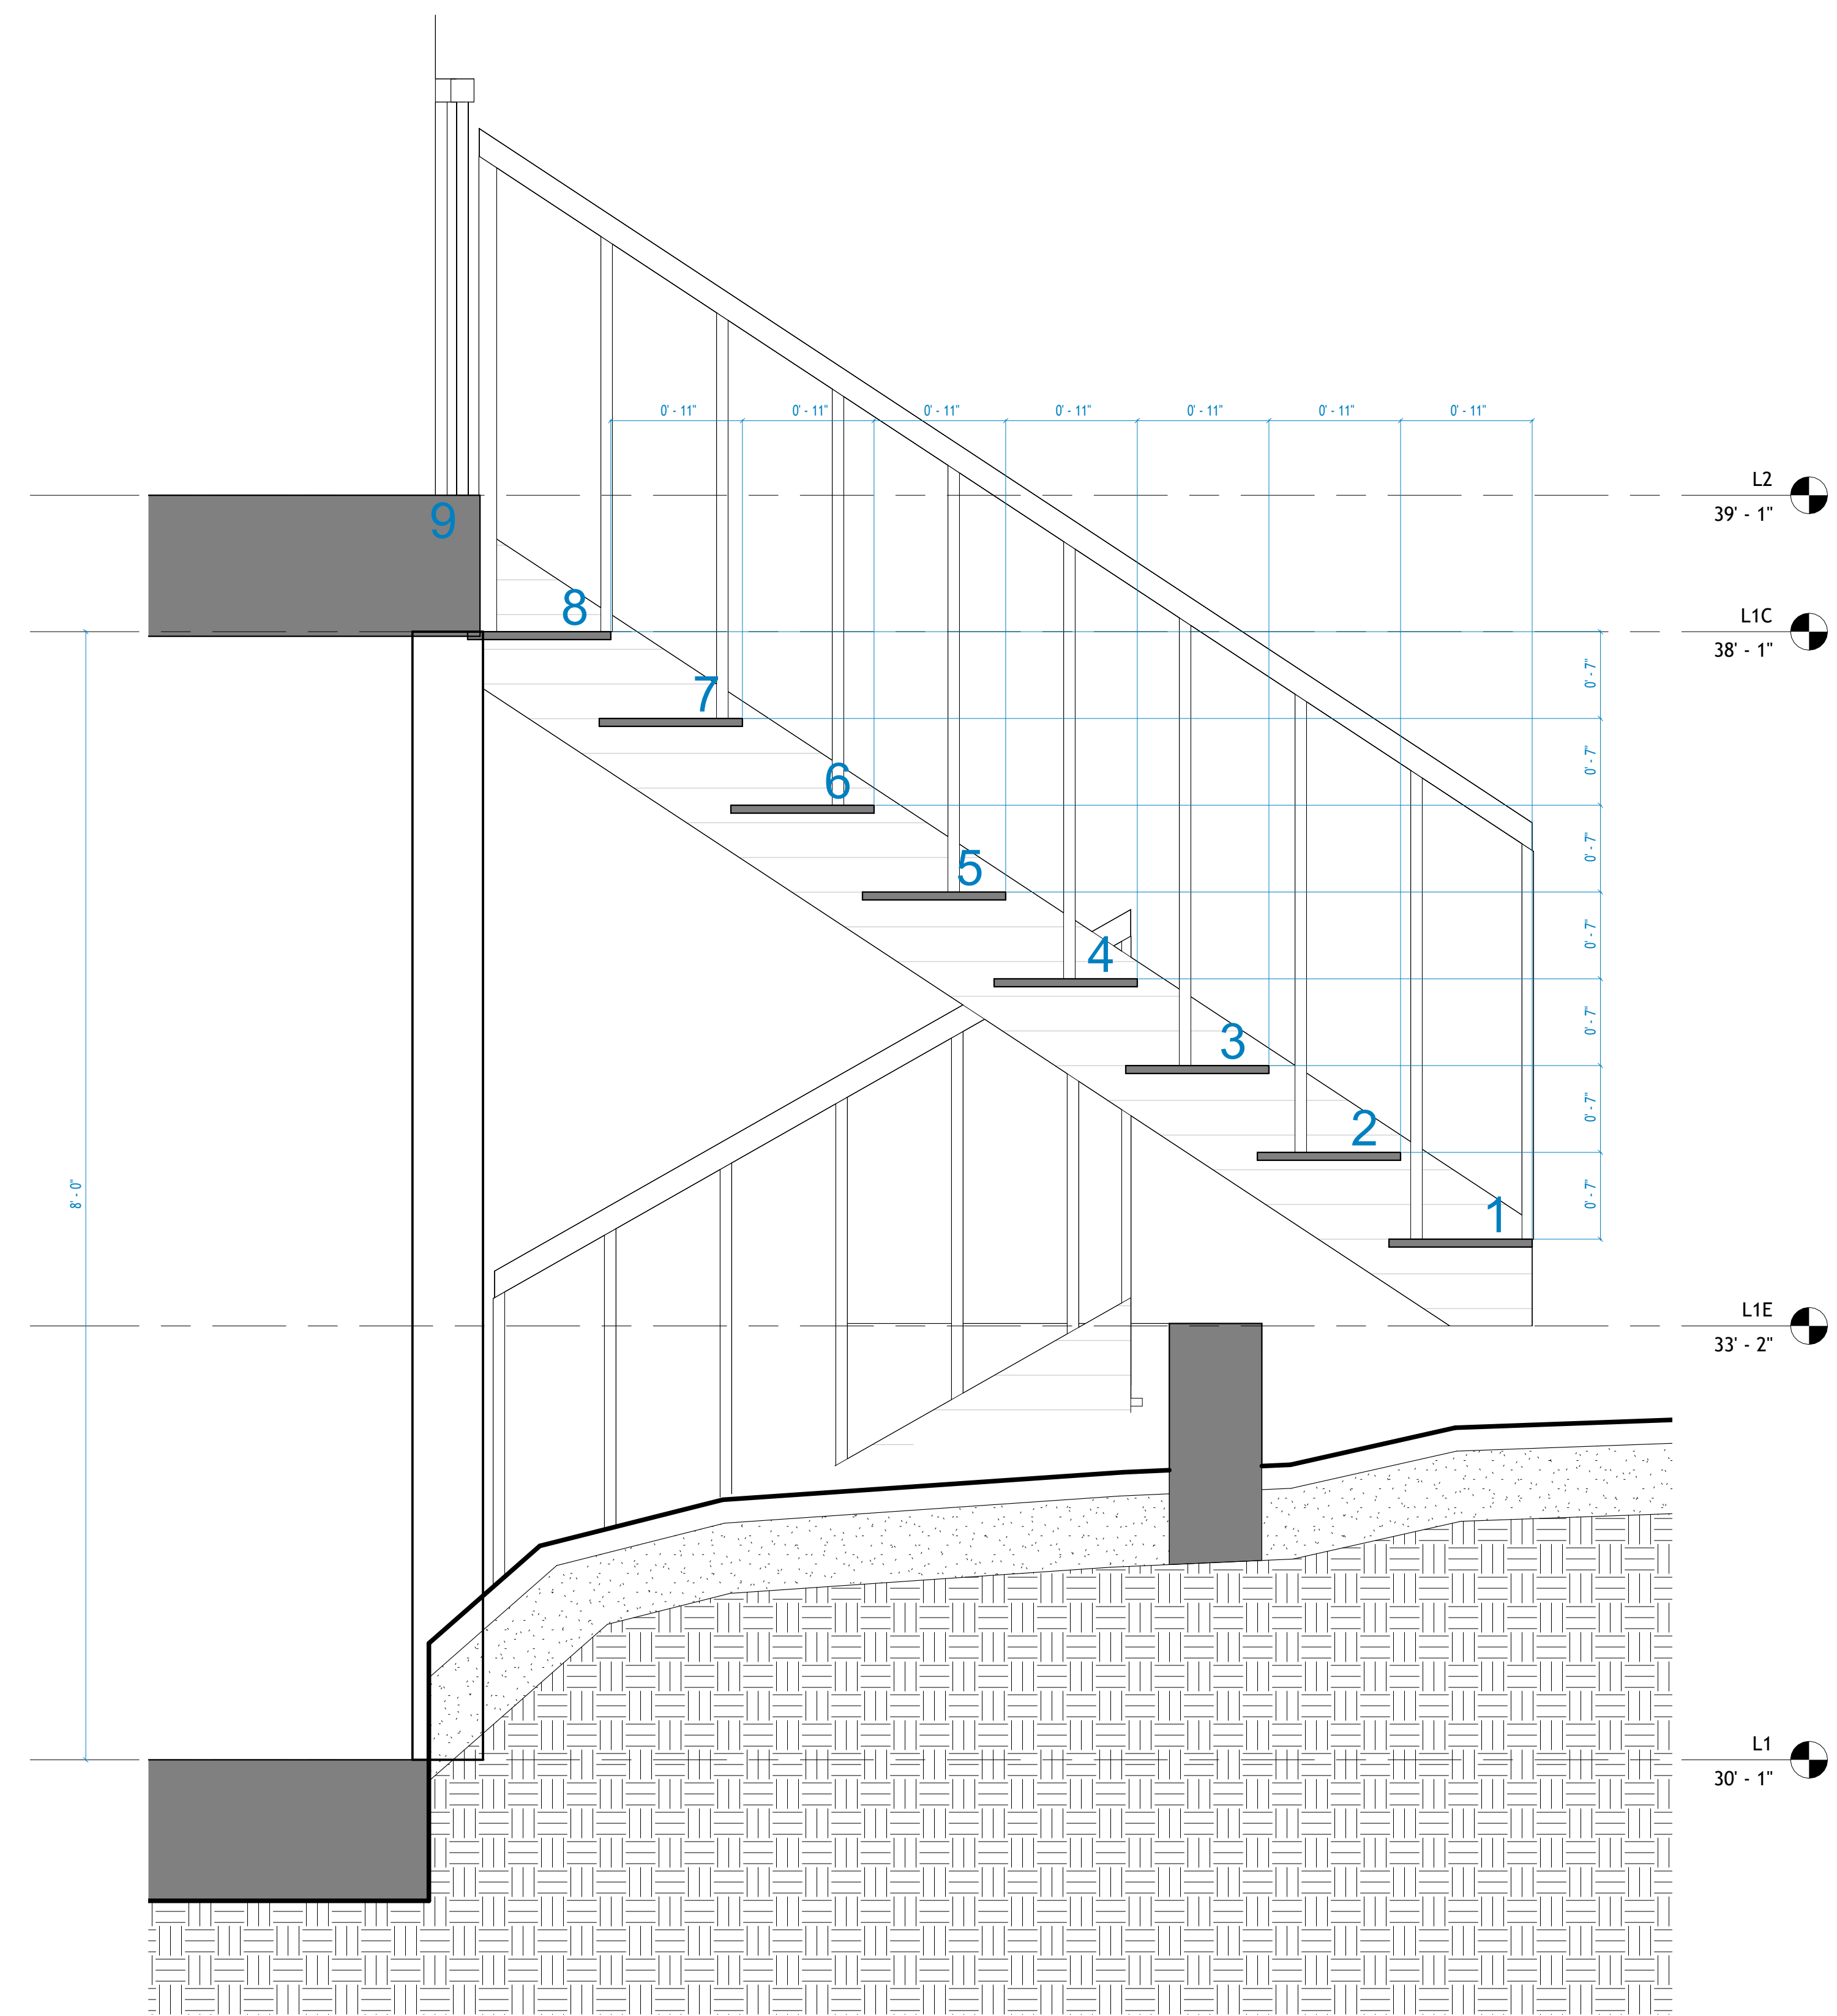 0' - 11" 0' - 11" 0' - 11" 0' - 11" 0' - 11" 0' - 11" 0' - 11"
L2
39' - 1"
9
8
L1C
38' - 1"
0' - 7"
7
0' - 7"
6
0' - 7"
5
0' - 7"
4
0' - 7"
3
0' - 7"
2
8' - 0"
0' - 7"
1
L1E
33' - 2"
L1
30' - 1"